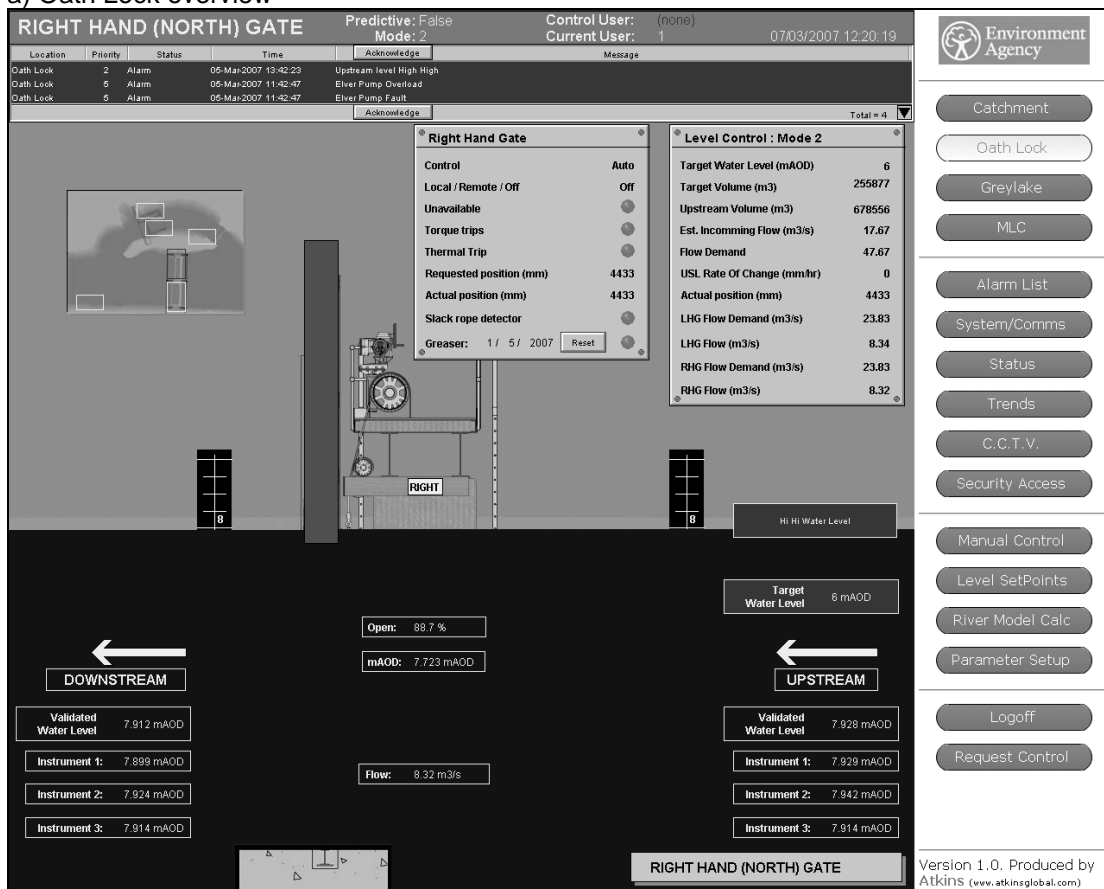 a) Oath Lock overview
RIGHT HAND (NORTH) GATE
Predictive: False
Mode: 2
Control User: (none)
Current User: 1
07/03/2007 12:20:19
Location Priority Status Time Acknowledge Message
Oath Lock 2 Alarm 05-Mar-2007 13:42:23 Upstream level High High
Oath Lock 5 Alarm 05-Mar-2007 11:42:47 Elver Pump Overload
Oath Lock 5 Alarm 05-Mar-2007 11:42:47 Elver Pump Fault
Acknowledge Total = 4
Right Hand Gate
Control Auto
Local / Remote / Off Off
Unavailable
Torque trips
Thermal Trip
Requested position (mm) 4433
Actual position (mm) 4433
Slack rope detector
Greaser: 1 / 5 / 2007 Reset
Level Control : Mode 2
Target Water Level (mAOD) 6
Target Volume (m3) 255877
Upstream Volume (m3) 678556
Est. Incomming Flow (m3/s) 17.67
Flow Demand 47.67
USL Rate Of Change (mm/hr) 0
Actual position (mm) 4433
LHG Flow Demand (m3/s) 23.83
LHG Flow (m3/s) 8.34
RHG Flow Demand (m3/s) 23.83
RHG Flow (m3/s) 8.32
RIGHT
8
8
Hi Hi Water Level
Target
Water Level 6 mAOD
Open: 88.7 %
mAOD: 7.723 mAOD
Flow: 8.32 m3/s
DOWNSTREAM
Validated
Water Level 7.912 mAOD
Instrument 1: 7.899 mAOD
Instrument 2: 7.924 mAOD
Instrument 3: 7.914 mAOD
UPSTREAM
Validated
Water Level 7.928 mAOD
Instrument 1: 7.929 mAOD
Instrument 2: 7.942 mAOD
Instrument 3: 7.914 mAOD
RIGHT HAND (NORTH) GATE
Environment
Agency
Catchment
Oath Lock
Greylake
MLC
Alarm List
System/Comms
Status
Trends
C.C.T.V.
Security Access
Manual Control
Level SetPoints
River Model Calc
Parameter Setup
Logoff
Request Control
Version 1.0. Produced by
Atkins (www.atkinsglobal.com)